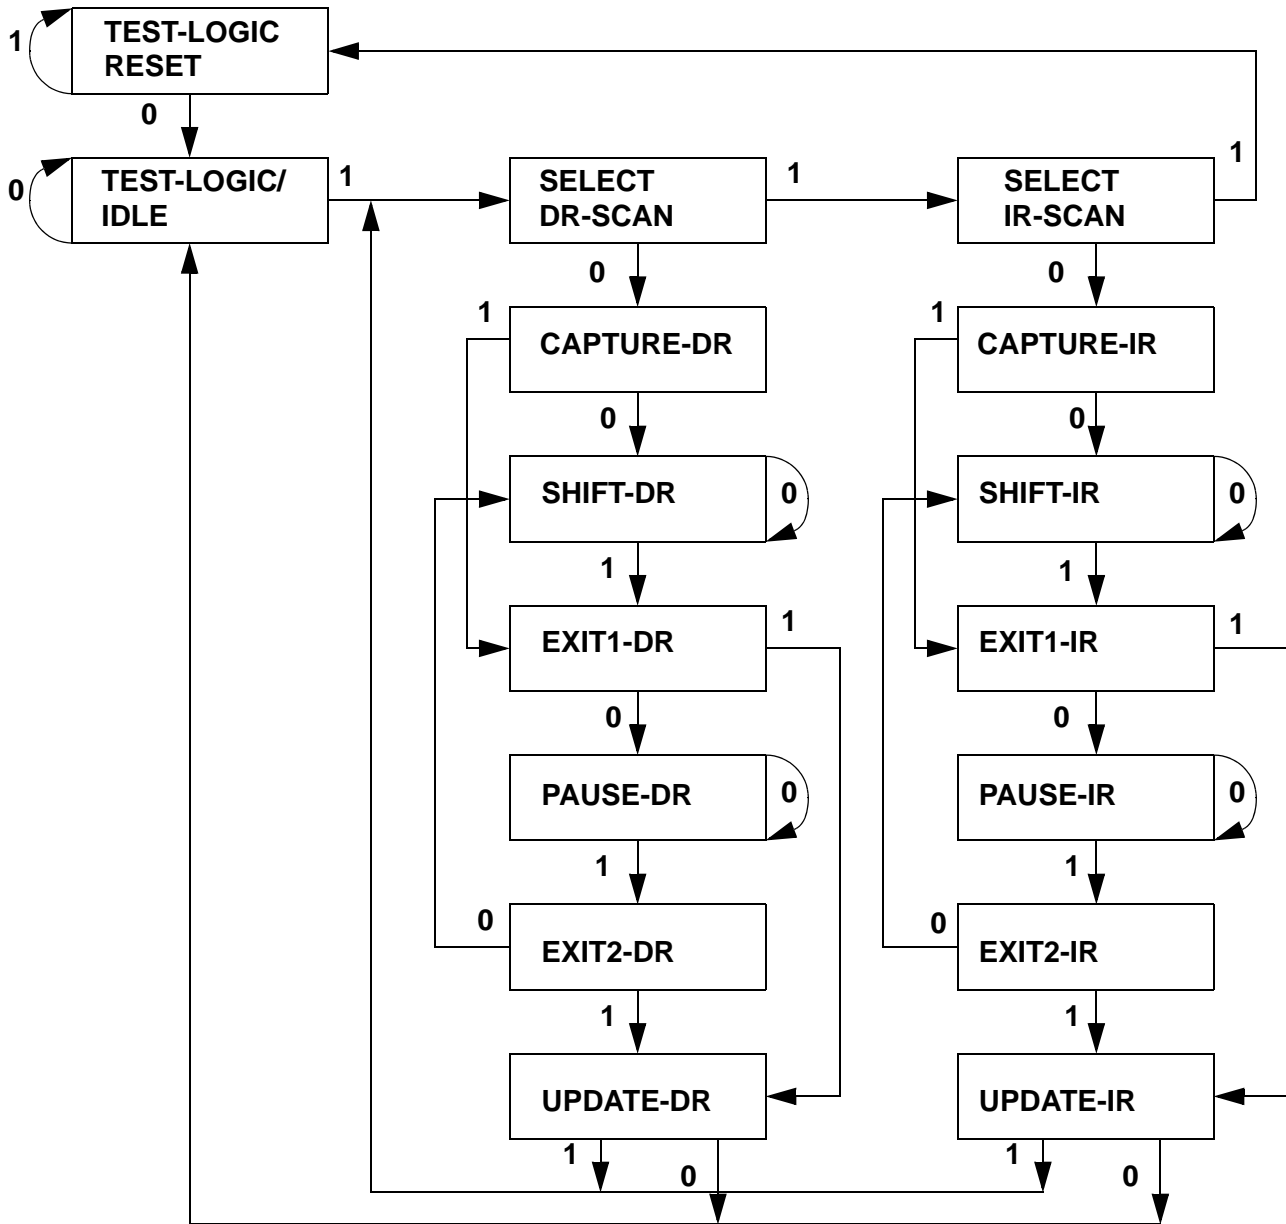 1
TEST-LOGIC
RESET
0
0
TEST-LOGIC/
IDLE
1
SELECT
DR-SCAN
1
SELECT
IR-SCAN
1
0
0
1
CAPTURE-DR
1
CAPTURE-IR
0
0
SHIFT-DR
0
SHIFT-IR
0
1
1
EXIT1-DR
1
EXIT1-IR
1
0
0
PAUSE-DR
0
PAUSE-IR
0
1
1
0
EXIT2-DR
0
EXIT2-IR
1
1
UPDATE-DR
UPDATE-IR
1
0
1
0